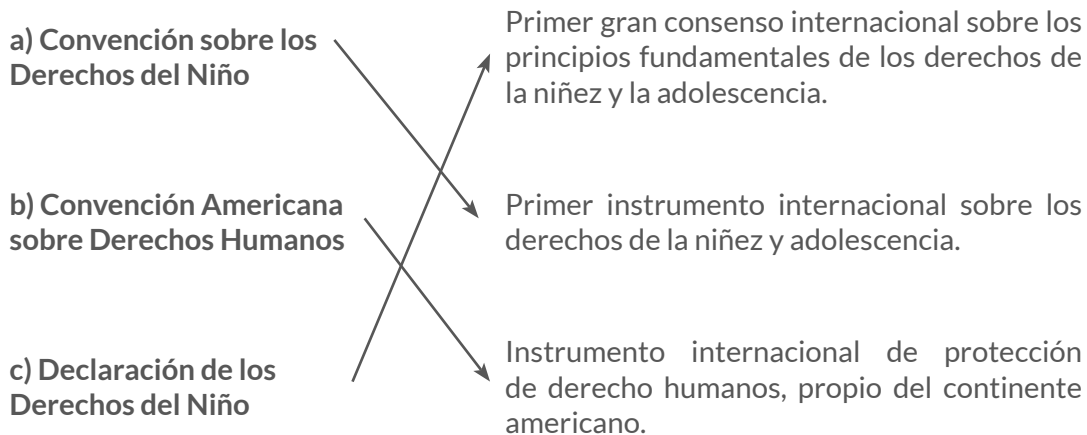 a) Convención sobre los
Derechos del Niño
Primer gran consenso internacional sobre los
principios fundamentales de los derechos de
la niñez y la adolescencia.
b) Convención Americana
sobre Derechos Humanos
Primer instrumento internacional sobre los
derechos de la niñez y adolescencia.
c) Declaración de los
Derechos del Niño
Instrumento internacional de protección
de derecho humanos, propio del continente
americano.